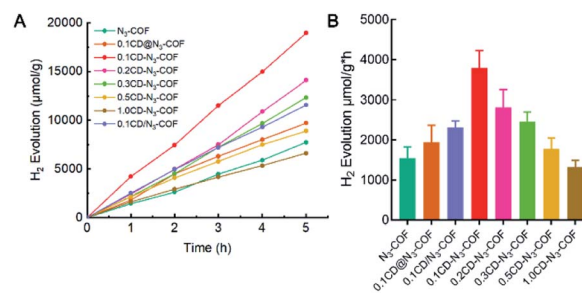 A
H₂ Evolution (μmol/g)
20000
15000
10000
5000
0
0
1
2
3
4
5
Time (h)
N₃-COF
0.1CD@N₃-COF
0.1CD-N₃-COF
0.2CD-N₃-COF
0.3CD-N₃-COF
0.5CD-N₃-COF
1.0CD-N₃-COF
0.1CD/N₃-COF
B
H₂ Evolution μmol/g*h
5000
4000
3000
2000
1000
0
N₃-COF
0.1CD@N₃-COF
0.1CD/N₃-COF
0.1CD-N₃-COF
0.2CD-N₃-COF
0.3CD-N₃-COF
0.5CD-N₃-COF
1.0CD-N₃-COF